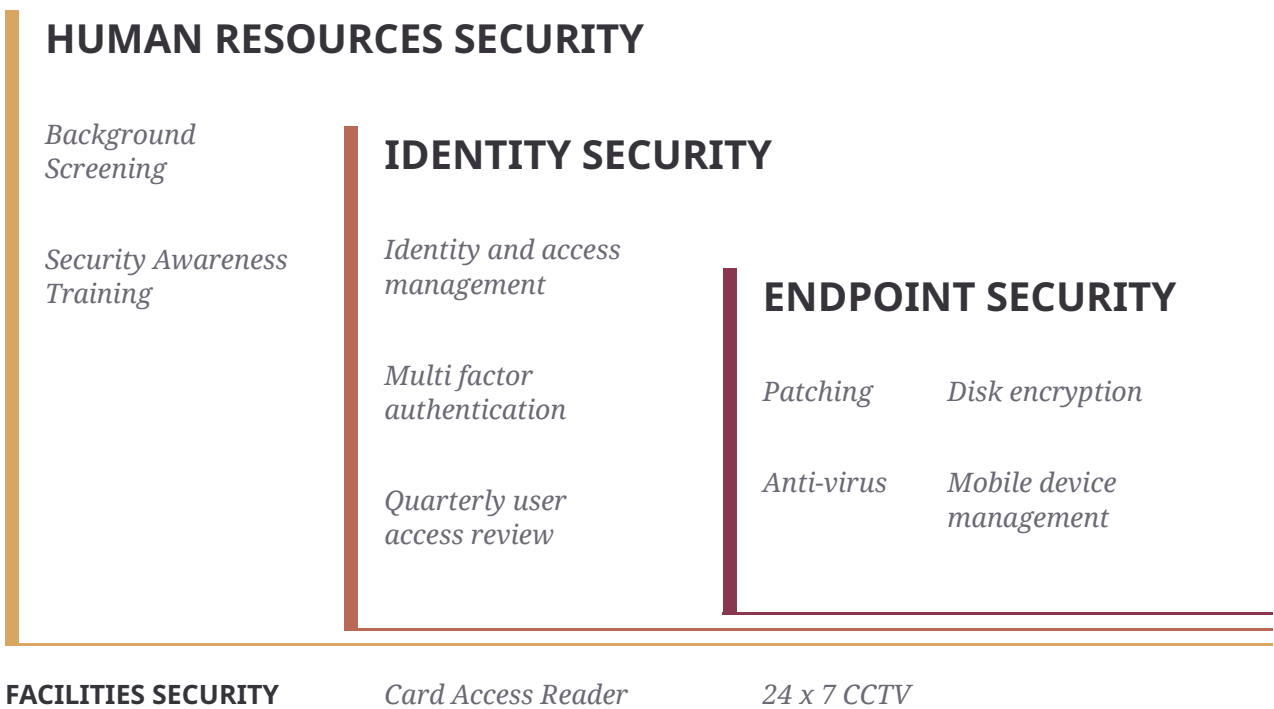 HUMAN RESOURCES SECURITY
Background
Screening
Security Awareness
Training
IDENTITY SECURITY
Identity and access
management
Multi factor
authentication
Quarterly user
access review
ENDPOINT SECURITY
Patching
Disk encryption
Anti-virus
Mobile device
management
FACILITIES SECURITY
Card Access Reader
24 x 7 CCTV